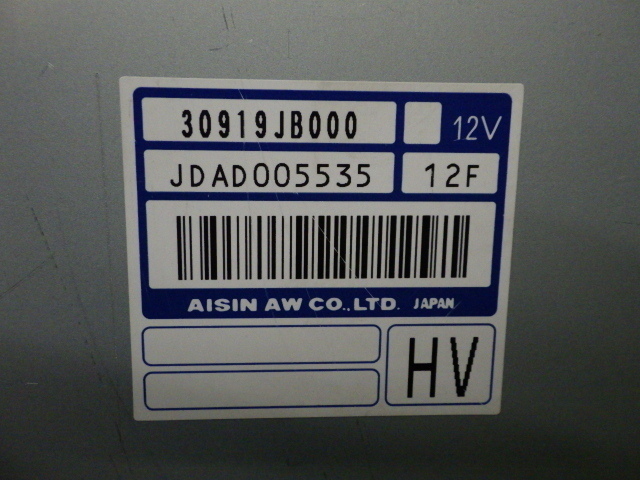 30919JB000 12V
JDAD005535 12F
AISIN AW CO.,LTD. JAPAN
HV